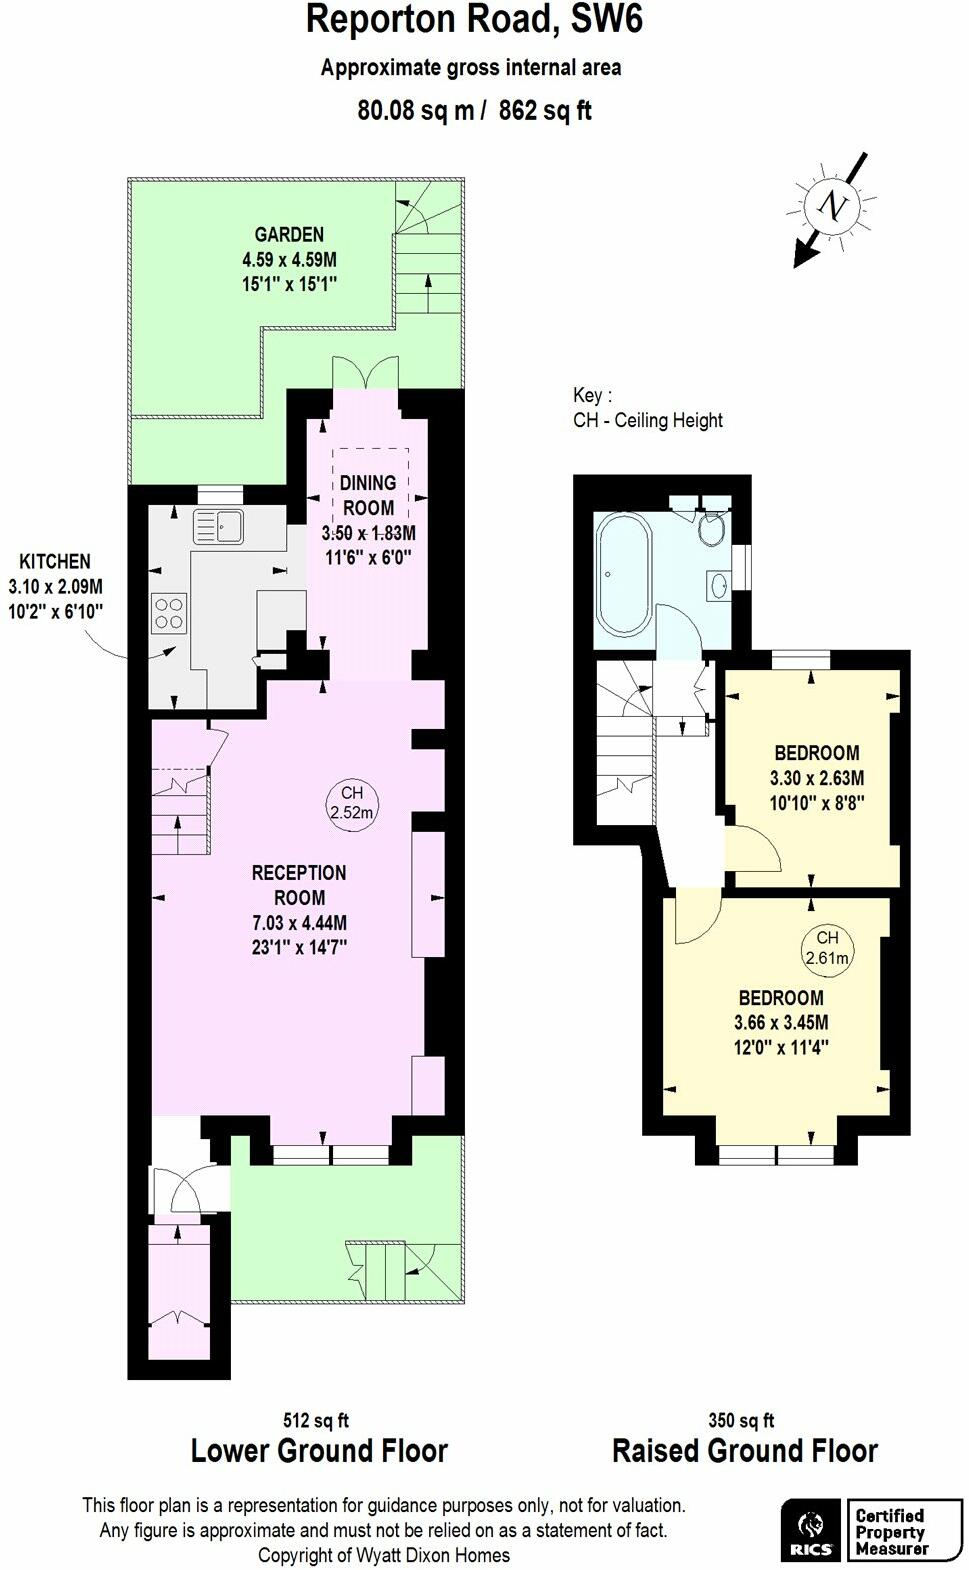 Reporton Road, SW6
Approximate gross internal area
80.08 sq m / 862 sq ft
N
GARDEN
4.59 x 4.59M
15'1" x 15'1"
Key :
CH - Ceiling Height
DINING
ROOM
3.50 x 1.83M
11'6" x 6'0"
KITCHEN
3.10 x 2.09M
10'2" x 6'10"
CH
2.52m
RECEPTION
ROOM
7.03 x 4.44M
23'1" x 14'7"
BEDROOM
3.30 x 2.63M
10'10" x 8'8"
CH
2.61m
BEDROOM
3.66 x 3.45M
12'0" x 11'4"
512 sq ft
Lower Ground Floor
350 sq ft
Raised Ground Floor
This floor plan is a representation for guidance purposes only, not for valuation.
Any figure is approximate and must not be relied on as a statement of fact.
Copyright of Wyatt Dixon Homes
RICS
Certified
Property
Measurer